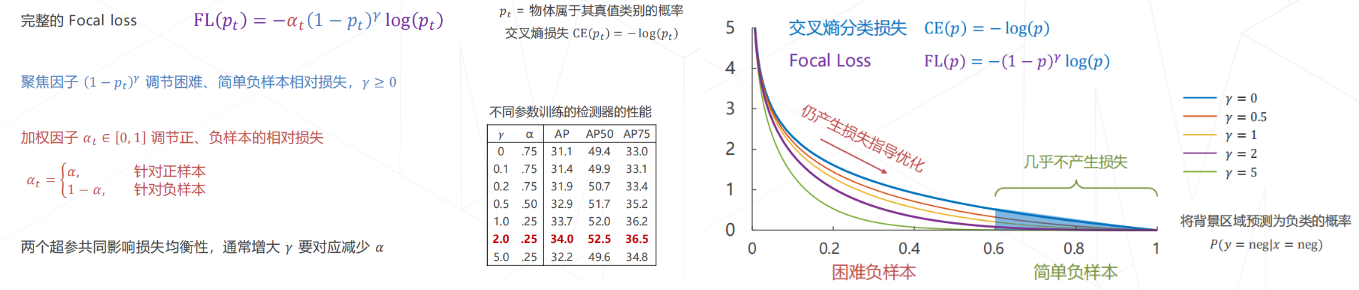 完整的 Focal loss FL(pₜ) = −αₜ(1 − pₜ)^γ log(pₜ)
聚焦因子 (1 − pₜ)^γ 调节困难、简单负样本相对损失，γ ≥ 0
加权因子 αₜ ∈ [0, 1] 调节正、负样本的相对损失
αₜ = { α, 针对正样本
1 − α, 针对负样本
两个超参共同影响损失均衡性，通常增大 γ 要对应减少 α
pₜ = 物体属于其真值类别的概率
交叉熵损失 CE(pₜ) = −log(pₜ)
不同参数训练的检测器的性能
γ α AP AP50 AP75
0 .75 31.1 49.4 33.0
0.1 .75 31.4 49.9 33.1
0.2 .75 31.9 50.7 33.4
0.5 .50 32.9 51.7 35.2
1.0 .25 33.7 52.0 36.2
2.0 .25 34.0 52.5 36.5
5.0 .25 32.2 49.6 34.8
交叉熵分类损失 CE(p) = −log(p)
Focal Loss FL(p) = −(1 − p)^γ log(p)
仍产生损失指导优化
几乎不产生损失
5
4
3
2
1
0
0 0.2 0.4 0.6 0.8 1
困难负样本 简单负样本
γ = 0
γ = 0.5
γ = 1
γ = 2
γ = 5
将背景区域预测为负类的概率
P(y = neg|x = neg)